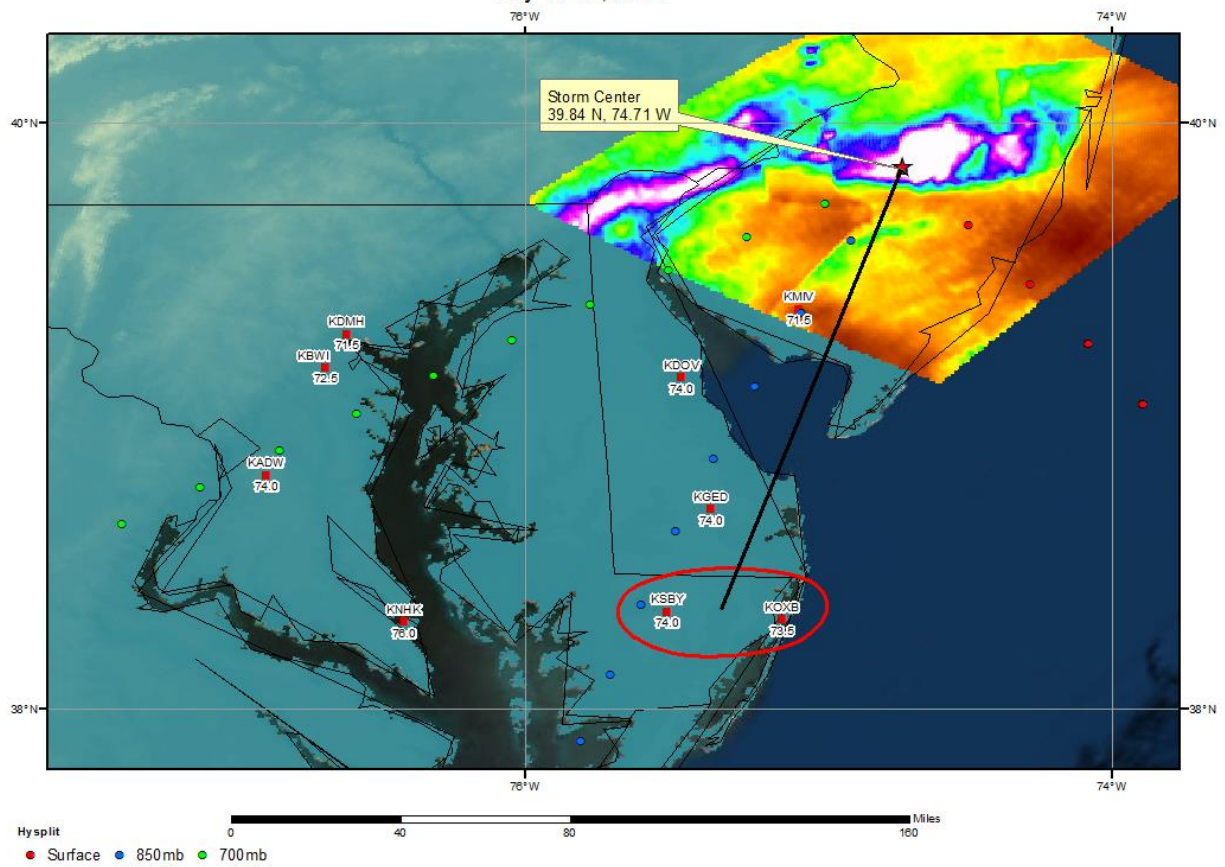 76°W 74°W
Storm Center
39.84 N, 74.71 W
40°N 40°N
KMIV
71.5
KDMH
71.5
KBWI
72.5
KDOV
74.0
KADW
74.0
KGED
74.0
KSBY
74.0
KOXB
73.5
KNHK
76.0
38°N 38°N
76°W 74°W
Miles
0 40 80 160
Hysplit
Surface 850mb 700mb